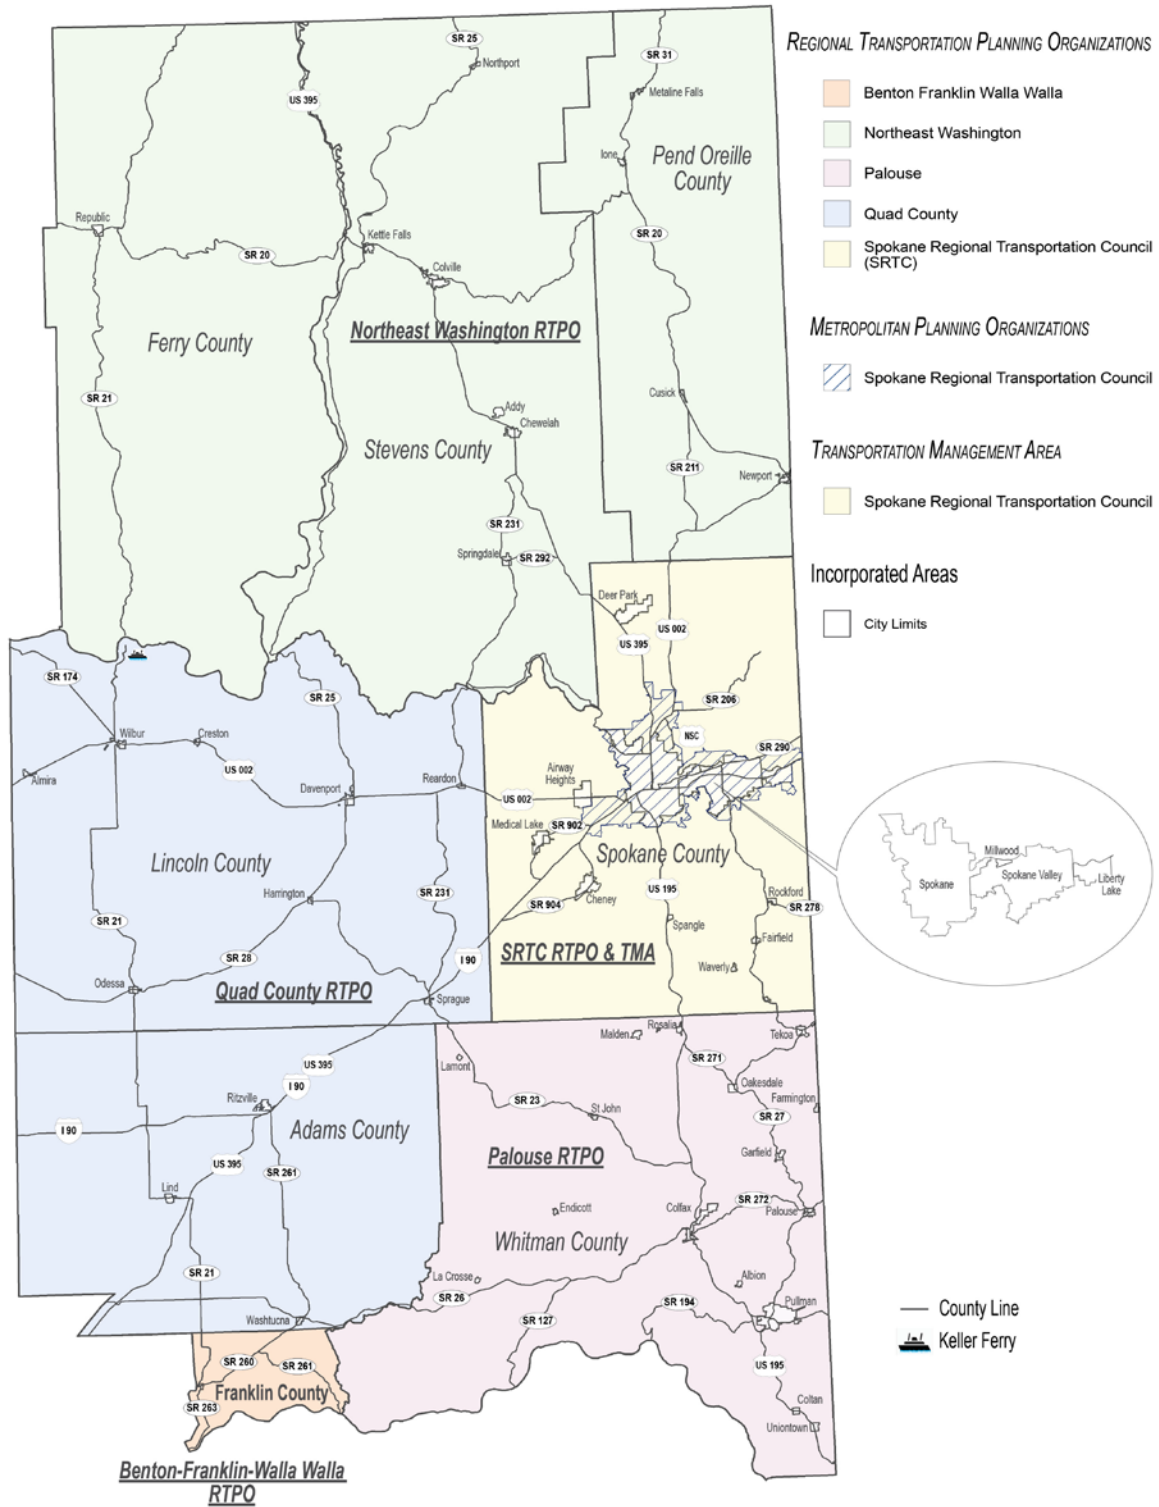 REGIONAL TRANSPORTATION PLANNING ORGANIZATIONS
Benton Franklin Walla Walla
Northeast Washington
Palouse
Quad County
Spokane Regional Transportation Council
(SRTC)
METROPOLITAN PLANNING ORGANIZATIONS
Spokane Regional Transportation Council
TRANSPORTATION MANAGEMENT AREA
Spokane Regional Transportation Council
Incorporated Areas
City Limits
SR 25
Northport
SR 31
US 395
Metaline Falls
Ione
Pend Oreille
County
Republic
Kettle Falls
SR 20
SR 20
Colville
Northeast Washington RTPO
Ferry County
SR 21
Cusick
Addy
Chewelah
Stevens County
SR 211
Newport
SR 231
Springdale
SR 292
Deer Park
US 002
US 395
SR 174
SR 25
SR 206
Wilbur
Creston
NSC
SR 290
Almira
US 002
Airway
Heights
Reardon
Davenport
US 002
Medical Lake
SR 902
Spokane County
Lincoln County
Millwood
Spokane Valley
Spokane
Liberty
Lake
Harrington
SR 231
US 195
Cheney
SR 904
Rockford
SR 278
SR 21
Spangle
Fairfield
SR 28
I 90
SRTC RTPO & TMA
Waverly
Odessa
Quad County RTPO
Sprague
Malden
Rosalia
Tekoa
US 395
Lamont
SR 271
I 90
Oakesdale
Ritzville
SR 23
St John
Farmington
SR 27
I 90
Adams County
Garfield
Palouse RTPO
US 395
SR 261
Lind
SR 272
Endicott
Colfax
Palouse
Whitman County
SR 21
La Crosse
Albion
SR 26
SR 194
Pullman
Washtucna
SR 127
SR 260
SR 261
US 195
Franklin County
SR 263
Coltan
Uniontown
Benton-Franklin-Walla Walla
RTPO
County Line
Keller Ferry